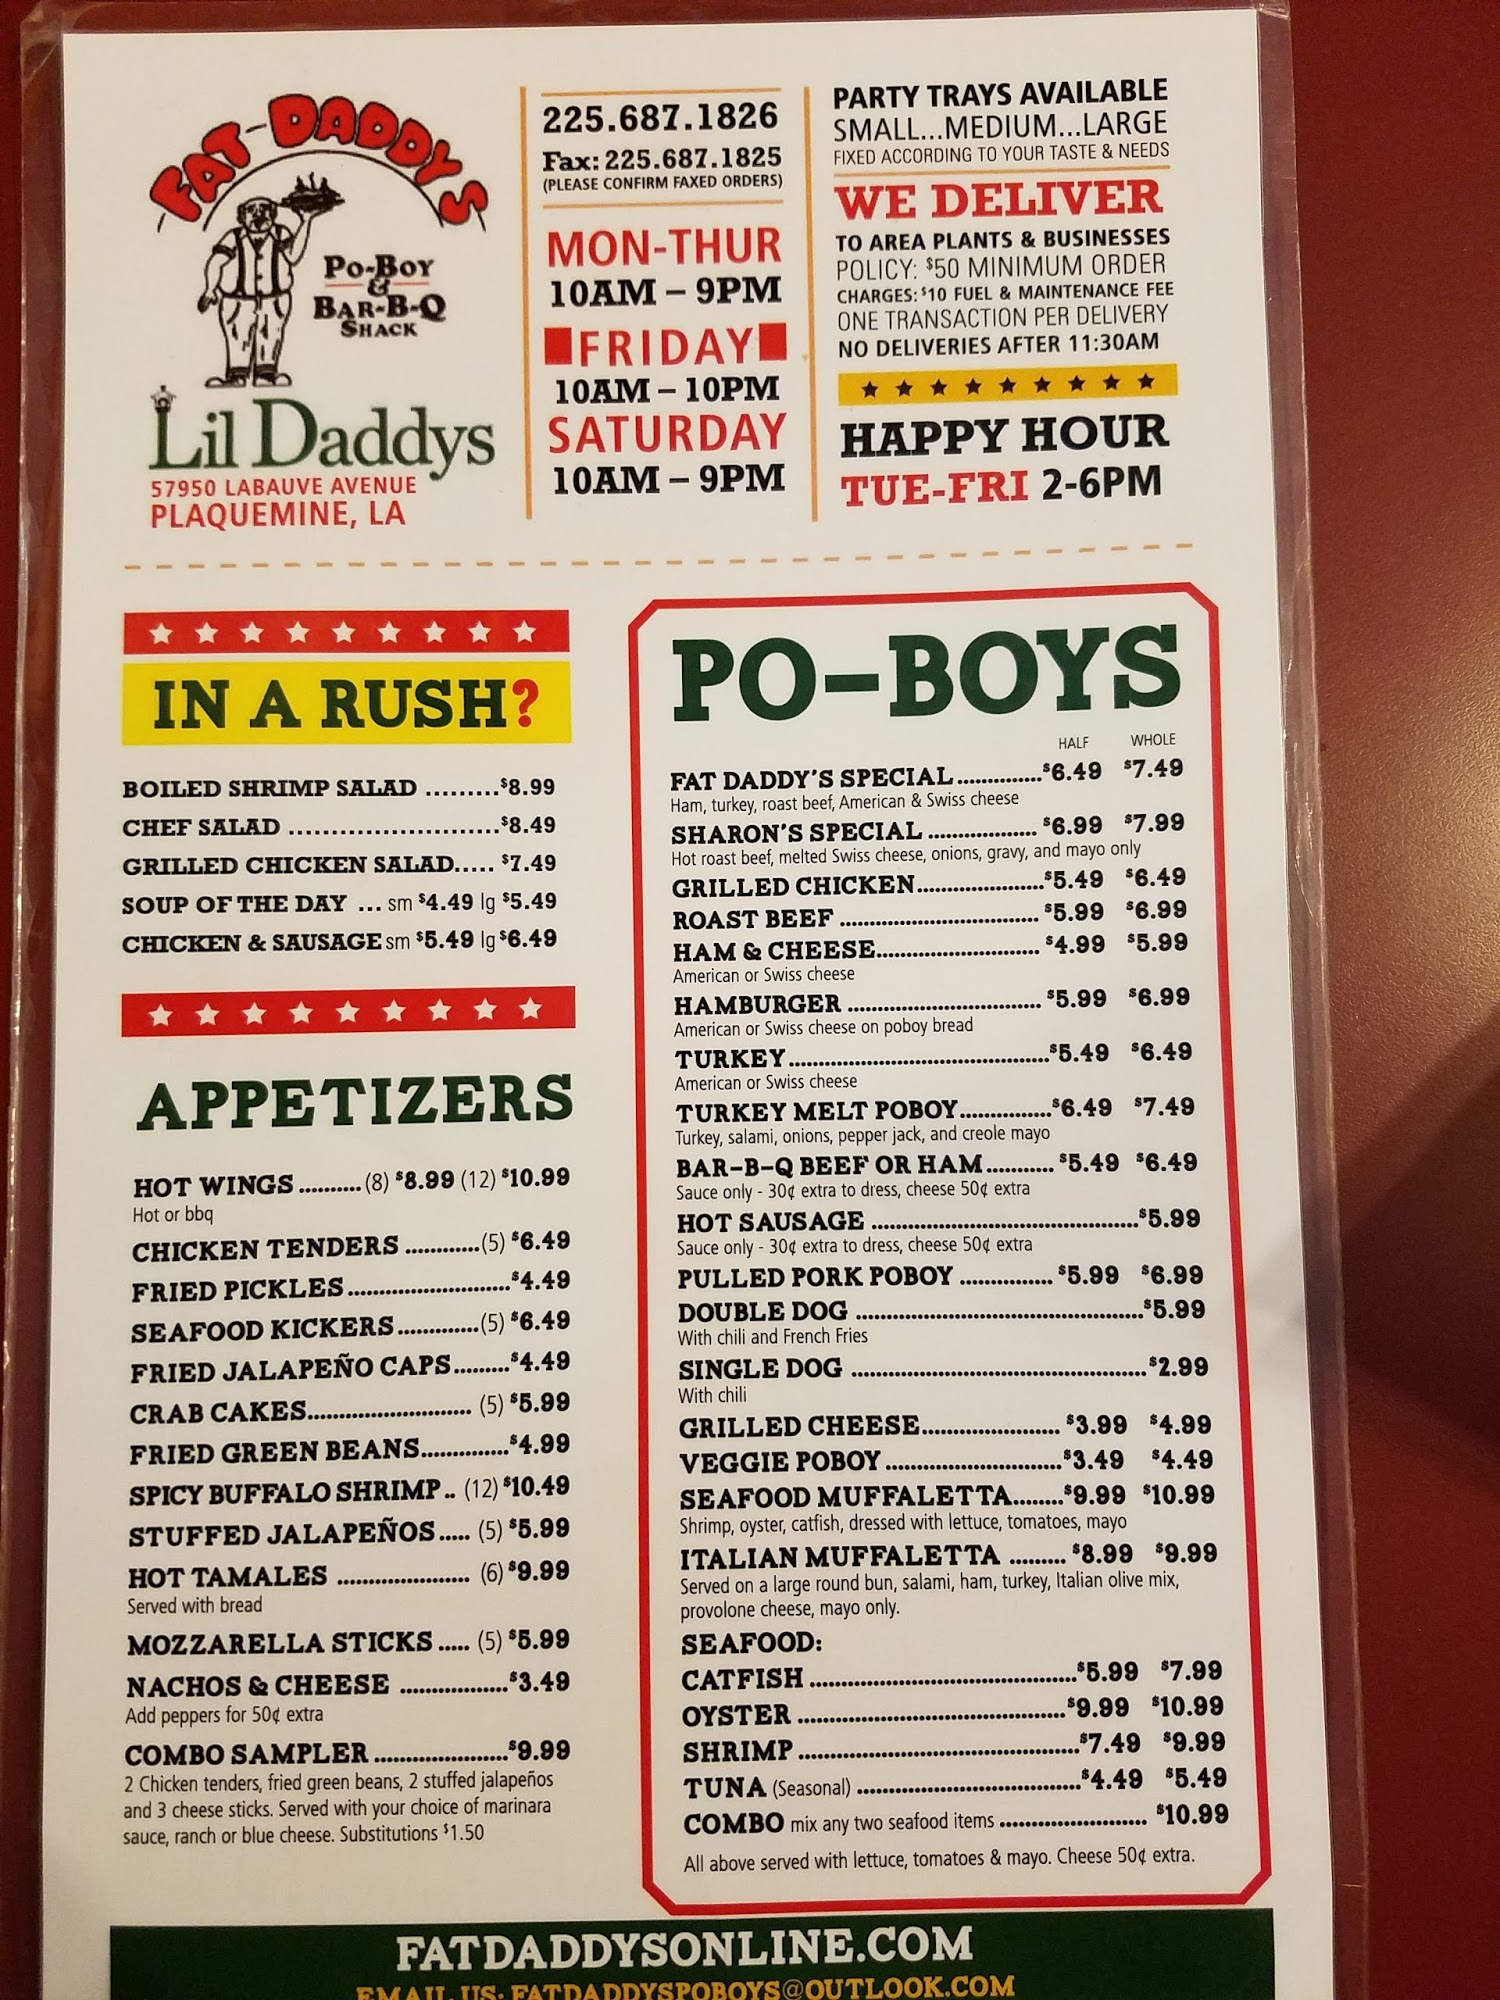 FAT-DADDY'S
PO-BOY
&
BAR-B-Q
SHACK
Lil Daddys
57950 LABAUVE AVENUE
PLAQUEMINE, LA
225.687.1826
Fax: 225.687.1825
(PLEASE CONFIRM FAXED ORDERS)
MON-THUR
10AM – 9PM
FRIDAY
10AM – 10PM
SATURDAY
10AM – 9PM
PARTY TRAYS AVAILABLE
SMALL...MEDIUM...LARGE
FIXED ACCORDING TO YOUR TASTE & NEEDS
WE DELIVER
TO AREA PLANTS & BUSINESSES
POLICY: $50 MINIMUM ORDER
CHARGES: $10 FUEL & MAINTENANCE FEE
ONE TRANSACTION PER DELIVERY
NO DELIVERIES AFTER 11:30AM
HAPPY HOUR
TUE-FRI 2-6PM
IN A RUSH?
BOILED SHRIMP SALAD .........$8.99
CHEF SALAD .........................$8.49
GRILLED CHICKEN SALAD..... $7.49
SOUP OF THE DAY ... sm $4.49 lg $5.49
CHICKEN & SAUSAGE sm $5.49 lg $6.49
APPETIZERS
HOT WINGS ..........(8) $8.99 (12) $10.99
Hot or bbq
CHICKEN TENDERS ............(5) $6.49
FRIED PICKLES...........................$4.49
SEAFOOD KICKERS.............(5) $6.49
FRIED JALAPEÑO CAPS.........$4.49
CRAB CAKES.......................... (5) $5.99
FRIED GREEN BEANS..............$4.99
SPICY BUFFALO SHRIMP.. (12) $10.49
STUFFED JALAPEÑOS..... (5) $5.99
HOT TAMALES ..................... (6) $9.99
Served with bread
MOZZARELLA STICKS ..... (5) $5.99
NACHOS & CHEESE .................$3.49
Add peppers for 50¢ extra
COMBO SAMPLER .....................$9.99
2 Chicken tenders, fried green beans, 2 stuffed jalapeños
and 3 cheese sticks. Served with your choice of marinara
sauce, ranch or blue cheese. Substitutions $1.50
PO-BOYS
HALF WHOLE
FAT DADDY'S SPECIAL..............$6.49 $7.49
Ham, turkey, roast beef, American & Swiss cheese
SHARON'S SPECIAL .................. $6.99 $7.99
Hot roast beef, melted Swiss cheese, onions, gravy, and mayo only
GRILLED CHICKEN.....................$5.49 $6.49
ROAST BEEF ................................. $5.99 $6.99
HAM & CHEESE........................... $4.99 $5.99
American or Swiss cheese
HAMBURGER ................................ $5.99 $6.99
American or Swiss cheese on poboy bread
TURKEY...........................................$5.49 $6.49
American or Swiss cheese
TURKEY MELT POBOY...............$6.49 $7.49
Turkey, salami, onions, pepper jack, and creole mayo
BAR-B-Q BEEF OR HAM........... $5.49 $6.49
Sauce only - 30¢ extra to dress, cheese 50¢ extra
HOT SAUSAGE ............................................$5.99
Sauce only - 30¢ extra to dress, cheese 50¢ extra
PULLED PORK POBOY ............... $5.99 $6.99
DOUBLE DOG ...............................................$5.99
With chili and French Fries
SINGLE DOG .................................................$2.99
With chili
GRILLED CHEESE....................... $3.99 $4.99
VEGGIE POBOY.............................$3.49 $4.49
SEAFOOD MUFFALETTA........$9.99 $10.99
Shrimp, oyster, catfish, dressed with lettuce, tomatoes, mayo
ITALIAN MUFFALETTA ......... $8.99 $9.99
Served on a large round bun, salami, ham, turkey, Italian olive mix,
provolone cheese, mayo only.
SEAFOOD:
CATFISH ............................................$5.99 $7.99
OYSTER ............................................$9.99 $10.99
SHRIMP..............................................$7.49 $9.99
TUNA (Seasonal) .....................................$4.49 $5.49
COMBO mix any two seafood items ........................ $10.99
All above served with lettuce, tomatoes & mayo. Cheese 50¢ extra.
FATDADDYSONLINE.COM
EMAIL US: FATDADDYSPOBOYS@OUTLOOK.COM